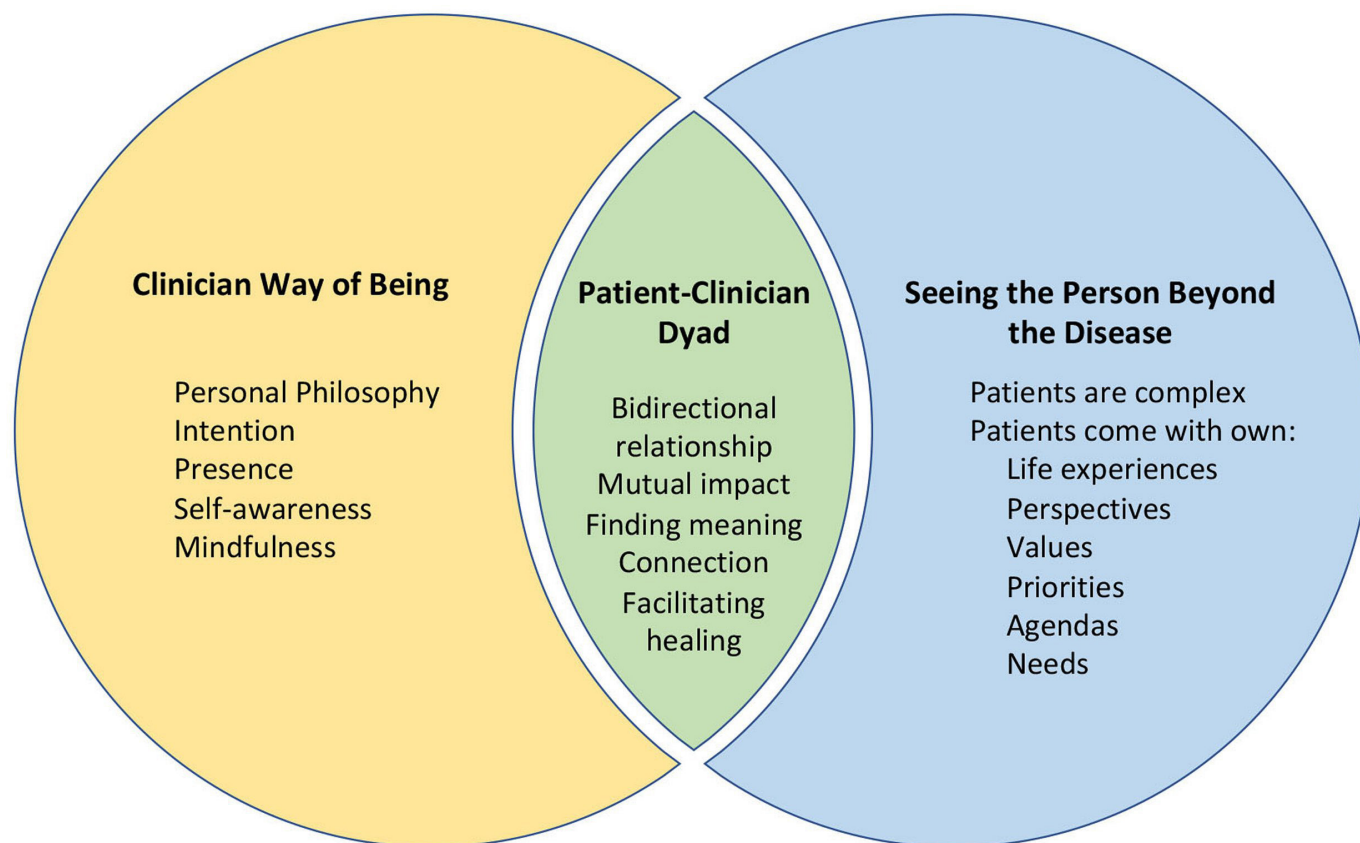 Clinician Way of Being
Personal Philosophy
Intention
Presence
Self-awareness
Mindfulness
Patient-Clinician
Dyad
Bidirectional
relationship
Mutual impact
Finding meaning
Connection
Facilitating
healing
Seeing the Person Beyond
the Disease
Patients are complex
Patients come with own:
Life experiences
Perspectives
Values
Priorities
Agendas
Needs